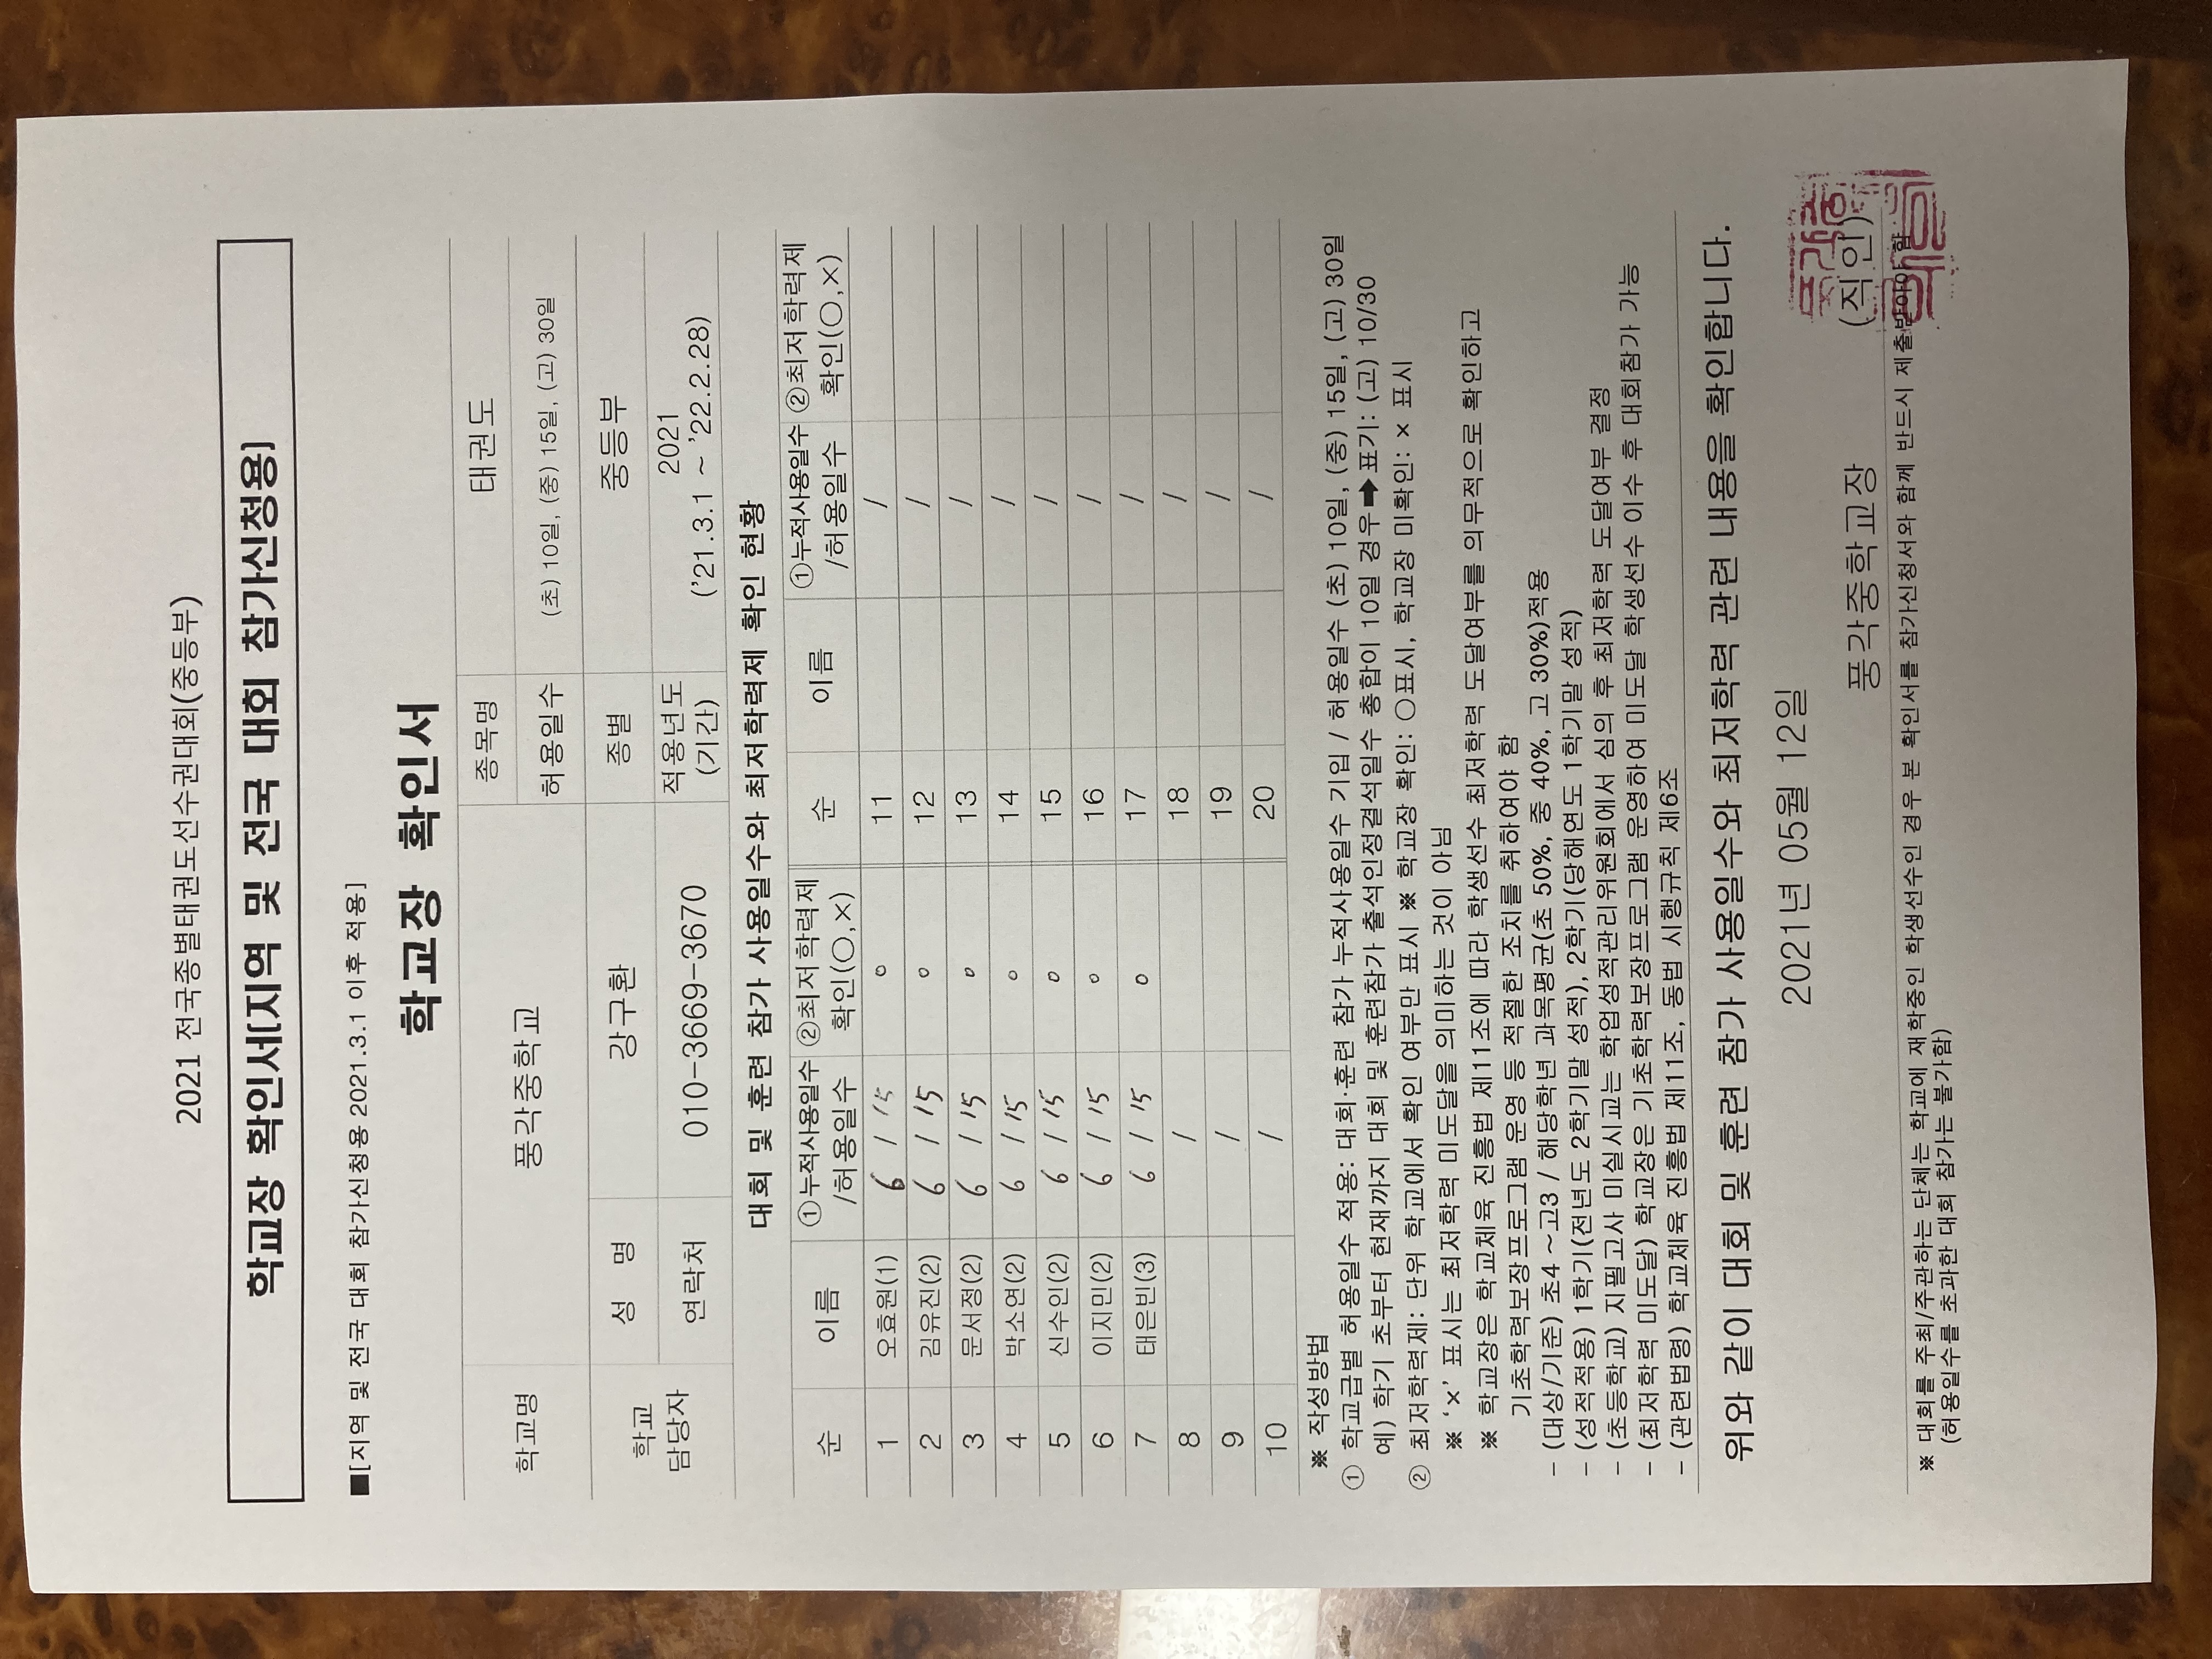 2021 전국종별태권도선수권대회(중등부)
학교장 확인서[지역 및 전국 대회 참가신청용]
■[지역 및 전국 대회 참가신청용 2021.3.1 이후 적용]
학교장 확인서
학교명 풍각중학교 종목명 태권도
허용일수 (초) 10일, (중) 15일, (고) 30일
학교 담당자 성 명 강구환 종별 중등부
연락처 010-3669-3670 적용년도 (기간) 2021 ('21.3.1 ~ '22.2.28)
대회 및 훈련 참가 사용일수와 최저학력제 확인 현황
순 이름 ①누적사용일수 /허용일수 ②최저학력제 확인(○,×) 순 이름 ①누적사용일수 /허용일수 ②최저학력제 확인(○,×)
1 오효원(1) 6 / 15 ○ 11 /
2 김유진(2) 6 / 15 ○ 12 /
3 문서정(2) 6 / 15 ○ 13 /
4 박소연(2) 6 / 15 ○ 14 /
5 신수인(2) 6 / 15 ○ 15 /
6 이지민(2) 6 / 15 ○ 16 /
7 태은빈(3) 6 / 15 ○ 17 /
8 / 18 /
9 / 19 /
10 / 20 /
※ 작성방법
① 학교급별 허용일수 적용: 대회·훈련 참가 누적사용일수 기입 / 허용일수 (초) 10일, (중) 15일, (고) 30일
예) 학기 초부터 현재까지 대회 및 훈련참가 출석인정결석일수 총합이 10일 경우➡표기: (고) 10/30
② 최저학력제: 단위 학교에서 확인 여부만 표시 ※ 학교장 확인: ○표시, 학교장 미확인: × 표시
※ '×' 표시는 최저학력 미도달을 의미하는 것이 아님
※ 학교장은 학교체육 진흥법 제11조에 따라 학생선수 최저학력 도달여부를 의무적으로 확인하고
기초학력보장프로그램 운영 등 적절한 조치를 취하여야 함
- (대상/기준) 초4 ~고3 / 해당학년 과목평균(초 50%, 중 40%, 고 30%)적용
- (성적적용) 1학기(전년도 2학기말 성적), 2학기(당해연도 1학기말 성적)
- (초등학교) 지필고사 미실시교는 학업성적관리위원회에서 심의 후 최저학력 도달여부 결정
- (최저학력 미도달) 학교장은 기초학력보장프로그램 운영하여 미도달 학생선수 이수 후 대회참가 가능
- (관련법령) 학교체육 진흥법 제11조, 동법 시행규칙 제6조
위와 같이 대회 및 훈련 참가 사용일수와 최저학력 관련 내용을 확인합니다.
2021년 05월 12일
풍각중학교장 (직인)
※ 대회를 주최/주관하는 단체는 학교에 재학중인 학생선수인 경우 본 확인서를 참가신청서와 함께 반드시 제출받아야 함
(허용일수를 초과한 대회 참가는 불가함)